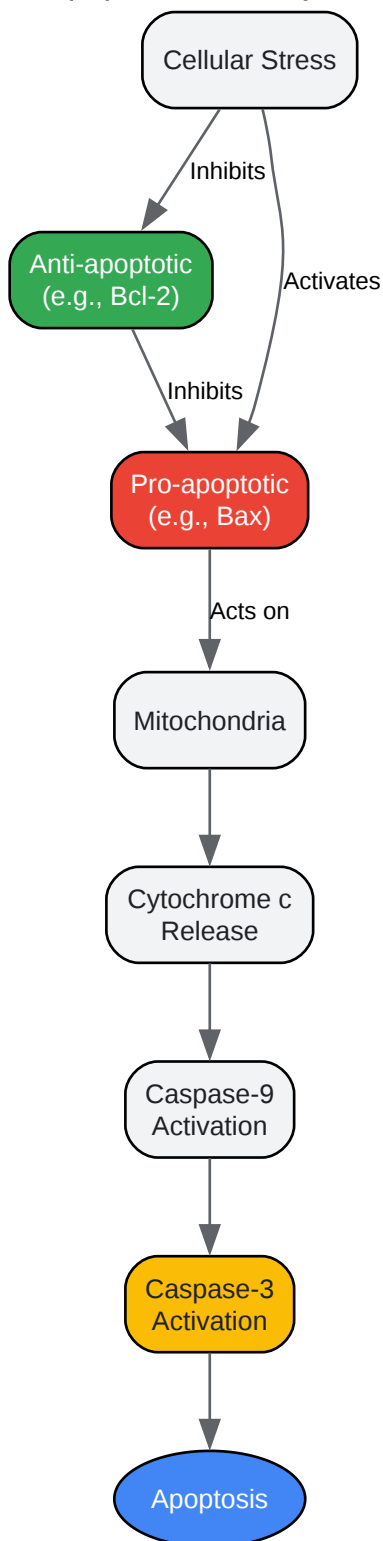 Cellular Stress
Inhibits
Anti-apoptotic
(e.g., Bcl-2)
Activates
Inhibits
Pro-apoptotic
(e.g., Bax)
Acts on
Mitochondria
Cytochrome c
Release
Caspase-9
Activation
Caspase-3
Activation
Apoptosis